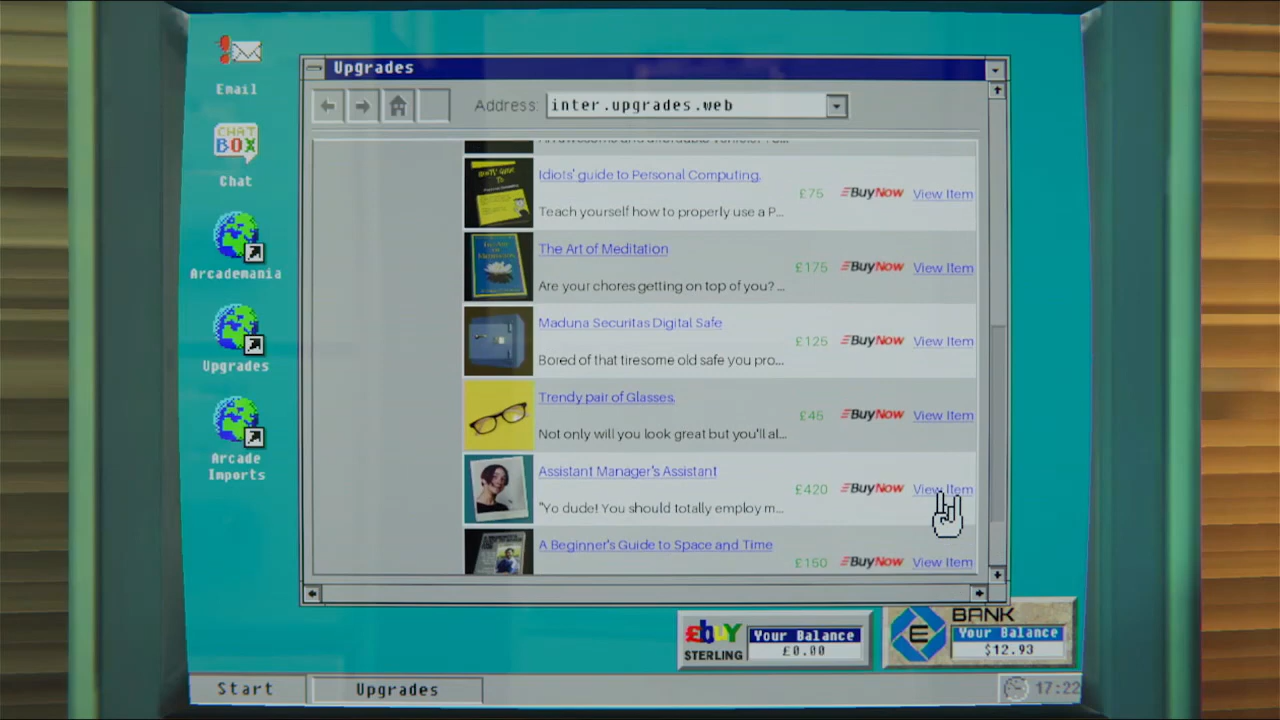 Upgrades
Email
Address: inter.upgrades.web
CHAT
BOX
Chat
Idiots' guide to Personal Computing.
£75 BuyNow View Item
Teach yourself how to properly use a P...
The Art of Meditation
£175 BuyNow View Item
Are your chores getting on top of you? ...
Arcademania
Maduna Securitas Digital Safe
£125 BuyNow View Item
Bored of that tiresome old safe you pro...
Upgrades
Trendy pair of Glasses.
£45 BuyNow View Item
Not only will you look great but you'll al...
Arcade
Imports
Assistant Manager's Assistant
£420 BuyNow View Item
"Yo dude! You should totally employ m...
A Beginner's Guide to Space and Time
£150 BuyNow View Item
ebuy
STERLING
Your Balance
£0.00
E
BANK
Your Balance
$12.93
Start
Upgrades
17:22